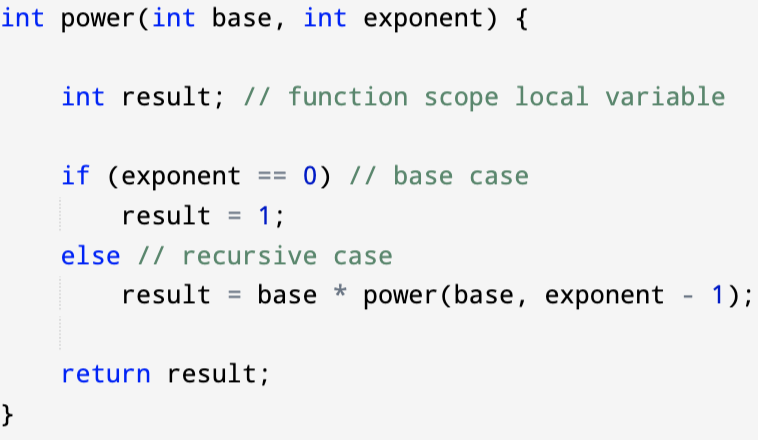 int power(int base, int exponent) {
int result; // function scope local variable
if (exponent == 0) // base case
result = 1;
else // recursive case
result = base * power(base, exponent - 1);
return result;
}